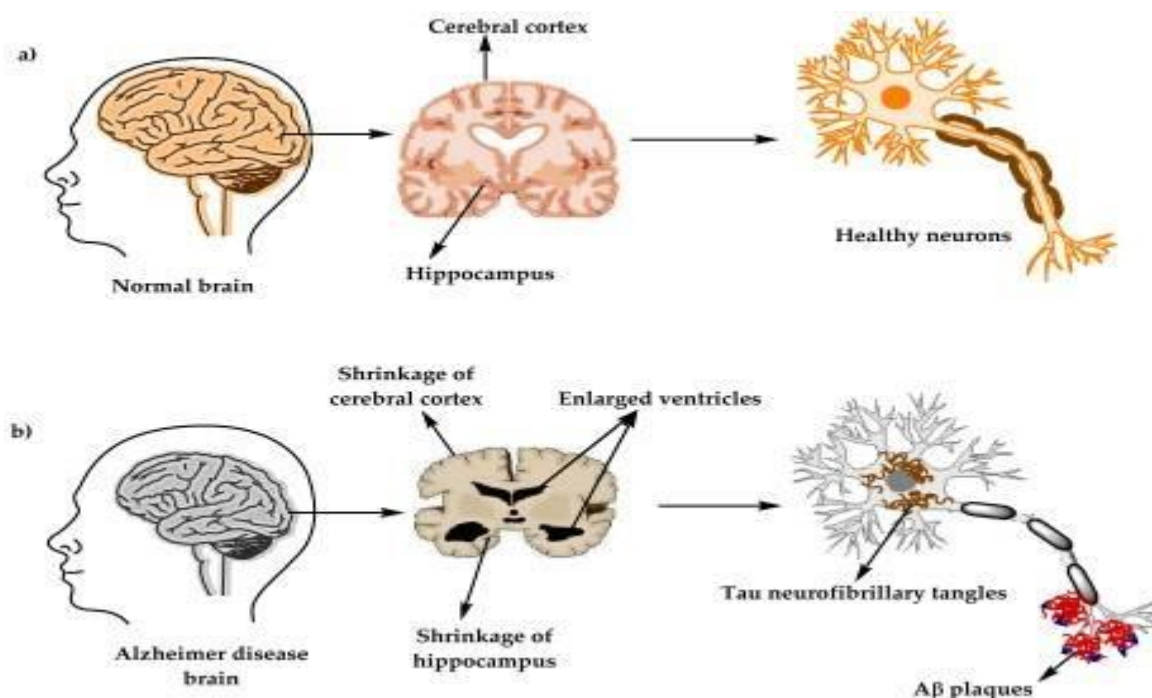 a)
Cerebral cortex
Healthy neurons
Hippocampus
Normal brain
b)
Shrinkage of
cerebral cortex
Enlarged ventricles
Tau neurofibrillary tangles
Shrinkage of
hippocampus
Alzheimer disease
brain
Aβ plaques